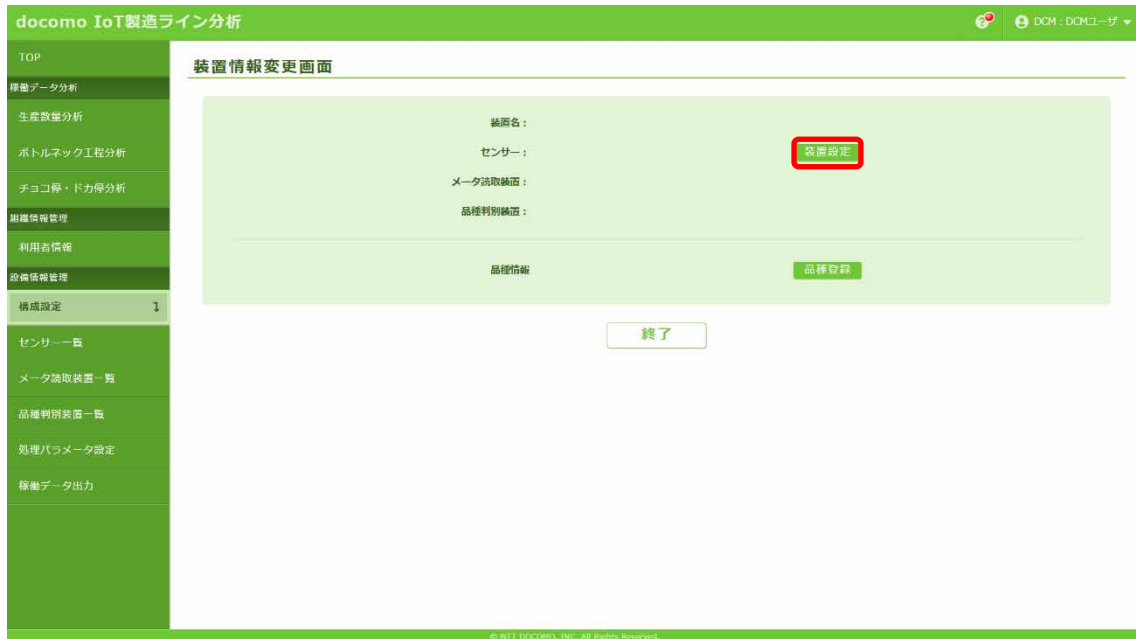 docomo IoT製造ライン分析
DCM : DCMユーザ
TOP
稼働データ分析
生産数量分析
ボトルネック工程分析
チョコ停・ドカ停分析
組織情報管理
利用者情報
設備情報管理
構成設定
センサー一覧
メータ読取装置一覧
品種判別装置一覧
処理パラメータ設定
稼働データ出力
装置情報変更画面
装置名：
センサー：
装置設定
メータ読取装置：
品種判別装置：
品種情報
品種登録
終了
© NTT DOCOMO, INC. All Rights Reserved.